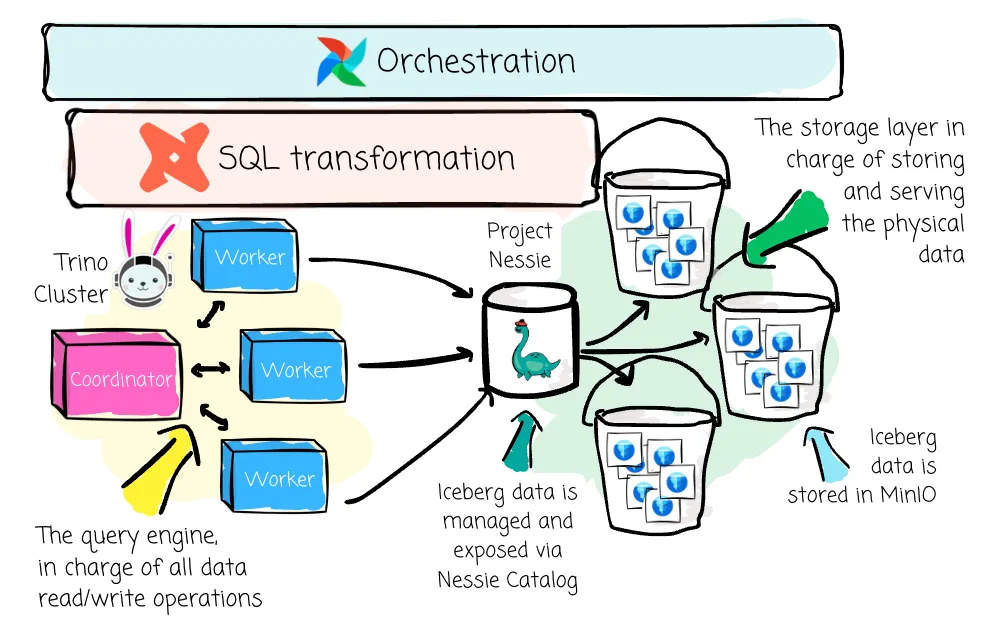 Orchestration
SQL transformation
The storage layer in
charge of storing
and serving
the physical
data
Trino
Cluster
Worker
Project
Nessie
Coordinator
Worker
Worker
Iceberg
data is
stored in MinIO
Iceberg data is
managed and
exposed via
Nessie Catalog
The query engine,
in charge of all data
read/write operations